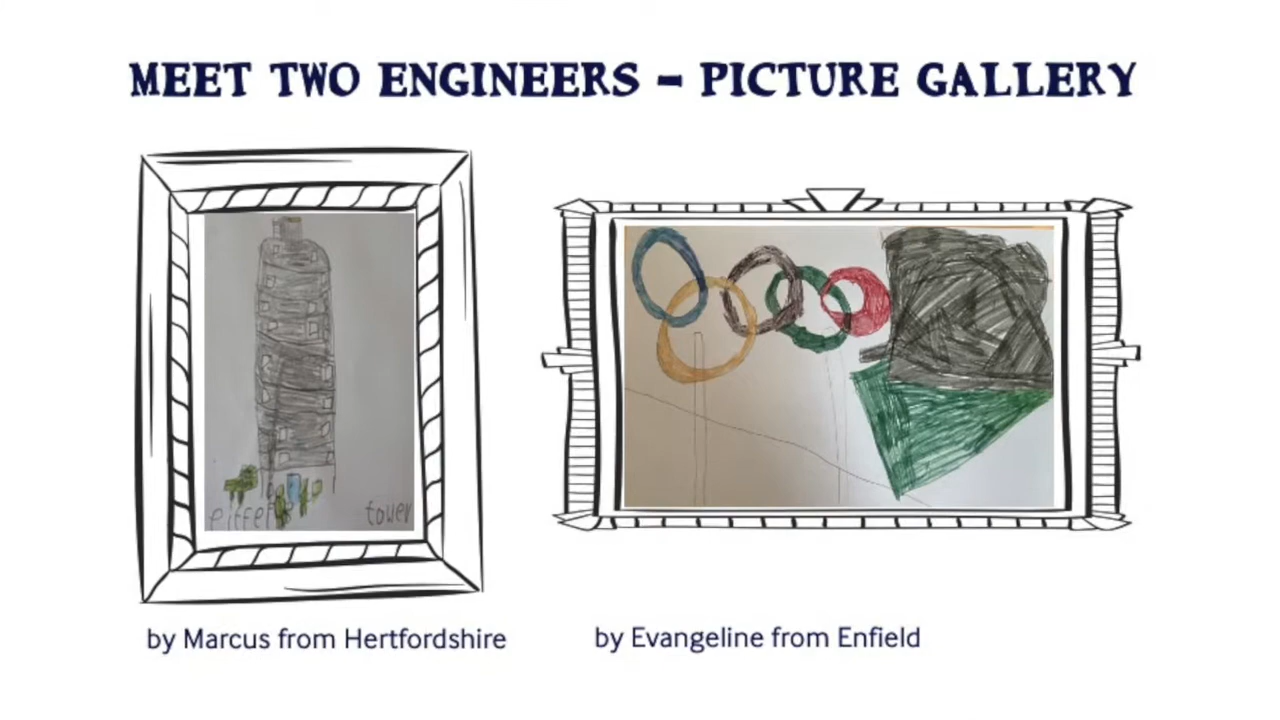 MEET TWO ENGINEERS – PICTURE GALLERY
eiffel tower
by Marcus from Hertfordshire
by Evangeline from Enfield